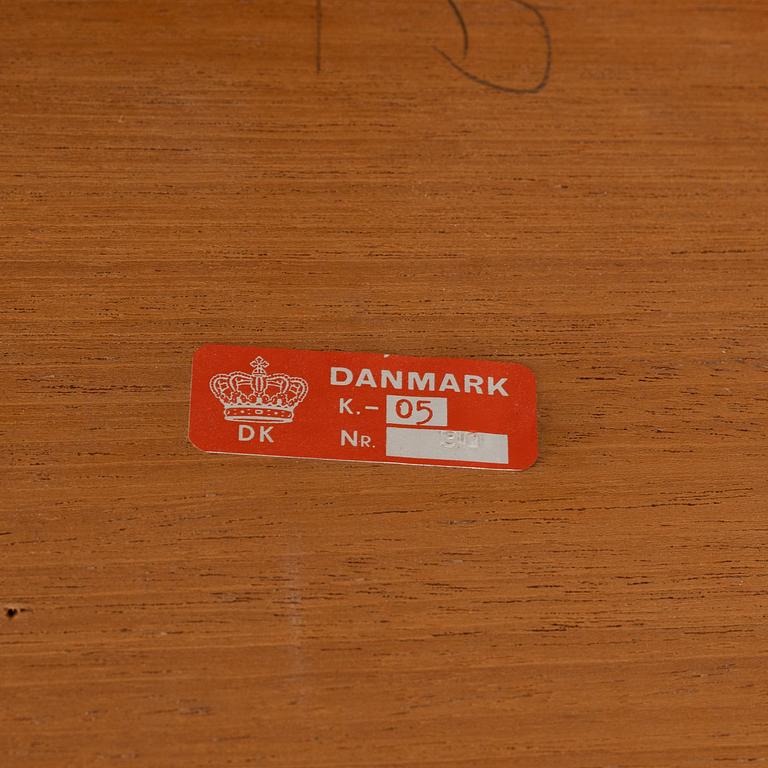 DANMARK
K.- 05
DK
NR.